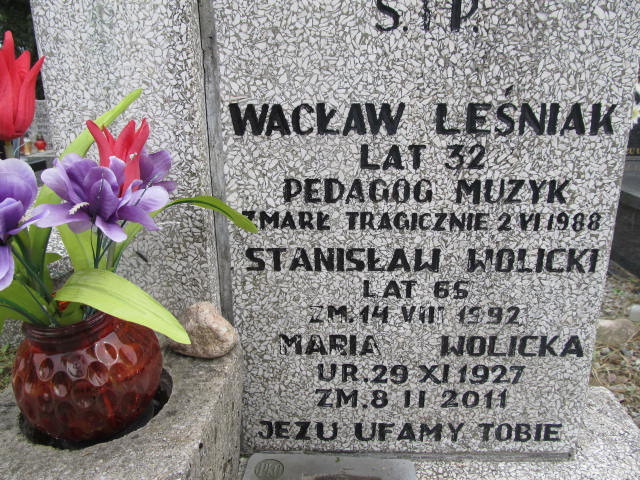 S.†P.
WACŁAW LEŚNIAK
LAT 32
PEDAGOG MUZYK
ZMARŁ TRAGICZNIE 2 VI 1988
STANISŁAW WOLICKI
LAT 65
ZM. 14 VIII 1992
MARIA WOLICKA
UR. 29 XI 1927
ZM. 8 II 2011
JEZU UFAMY TOBIE